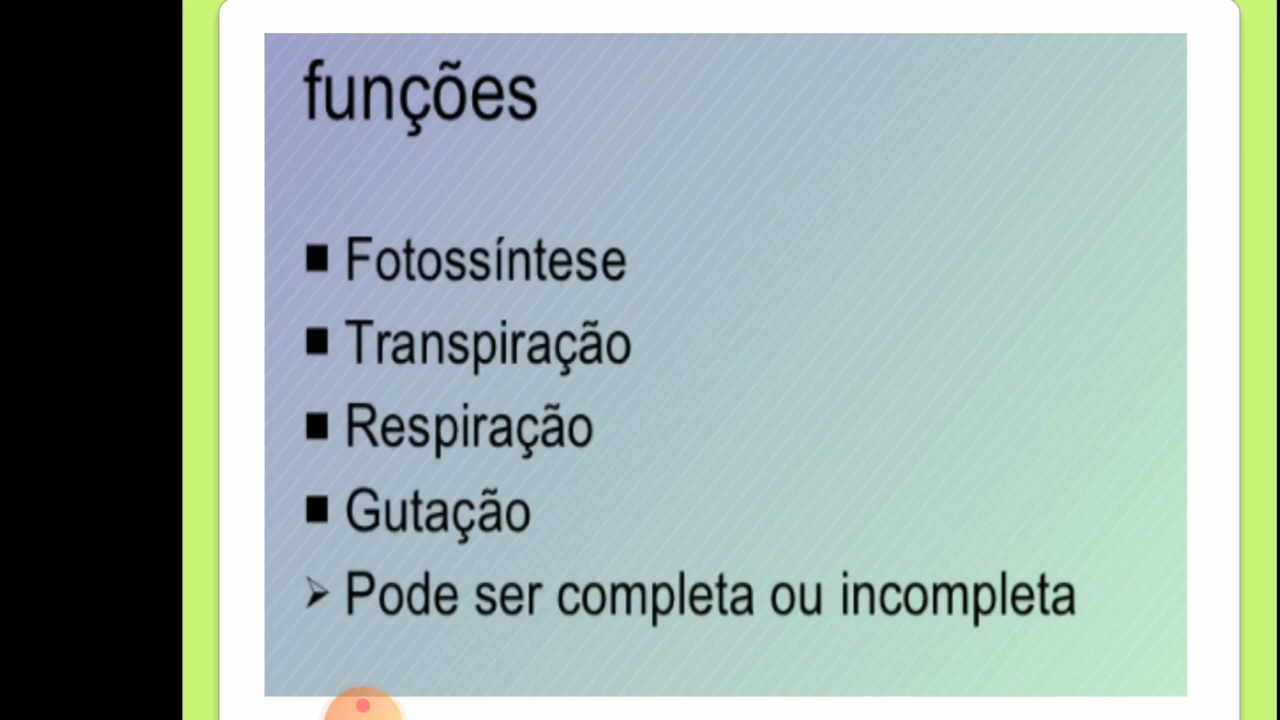 funções
Fotossíntese
Transpiração
Respiração
Gutação
Pode ser completa ou incompleta